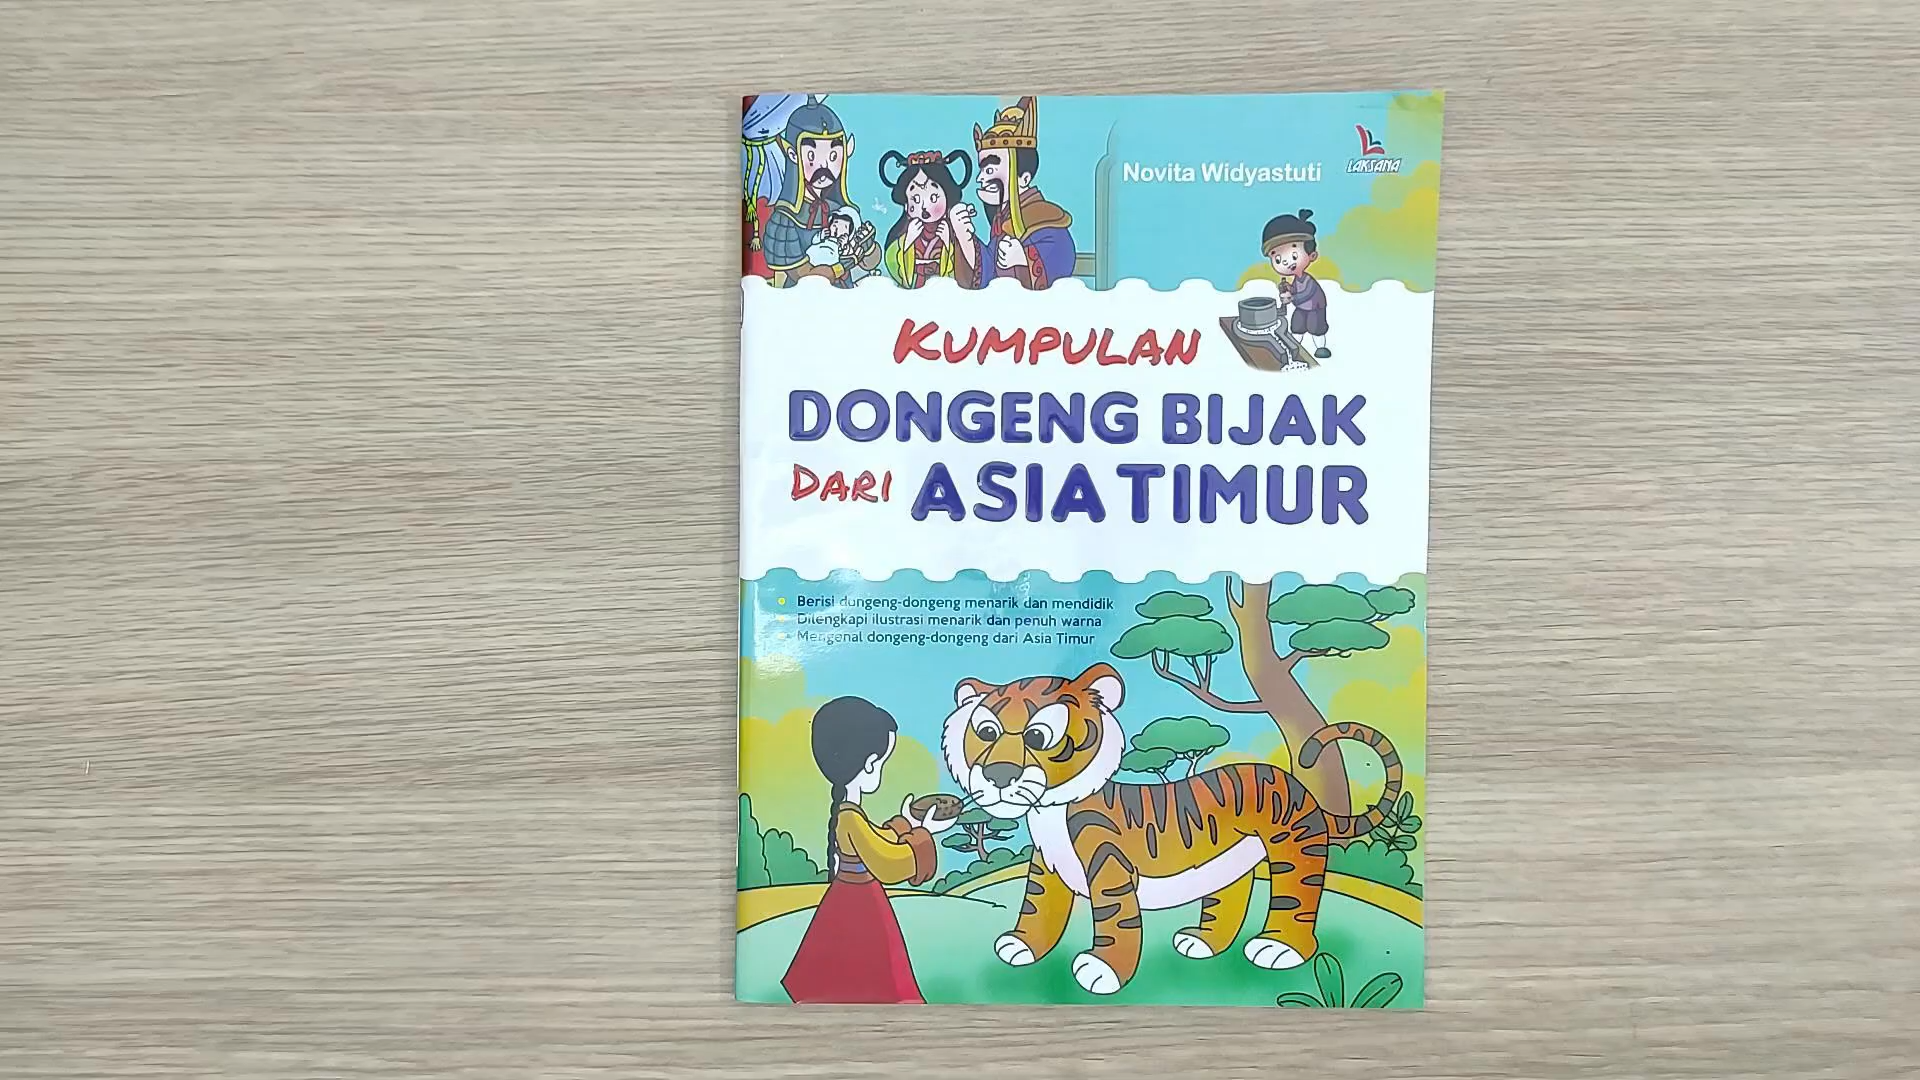 Novita Widyastuti
LAKSANA
KUMPULAN
DONGENG BIJAK
DARI ASIA TIMUR
Berisi dongeng-dongeng menarik dan mendidik
Dilengkapi ilustrasi menarik dan penuh warna
Mengenal dongeng-dongeng dari Asia Timur